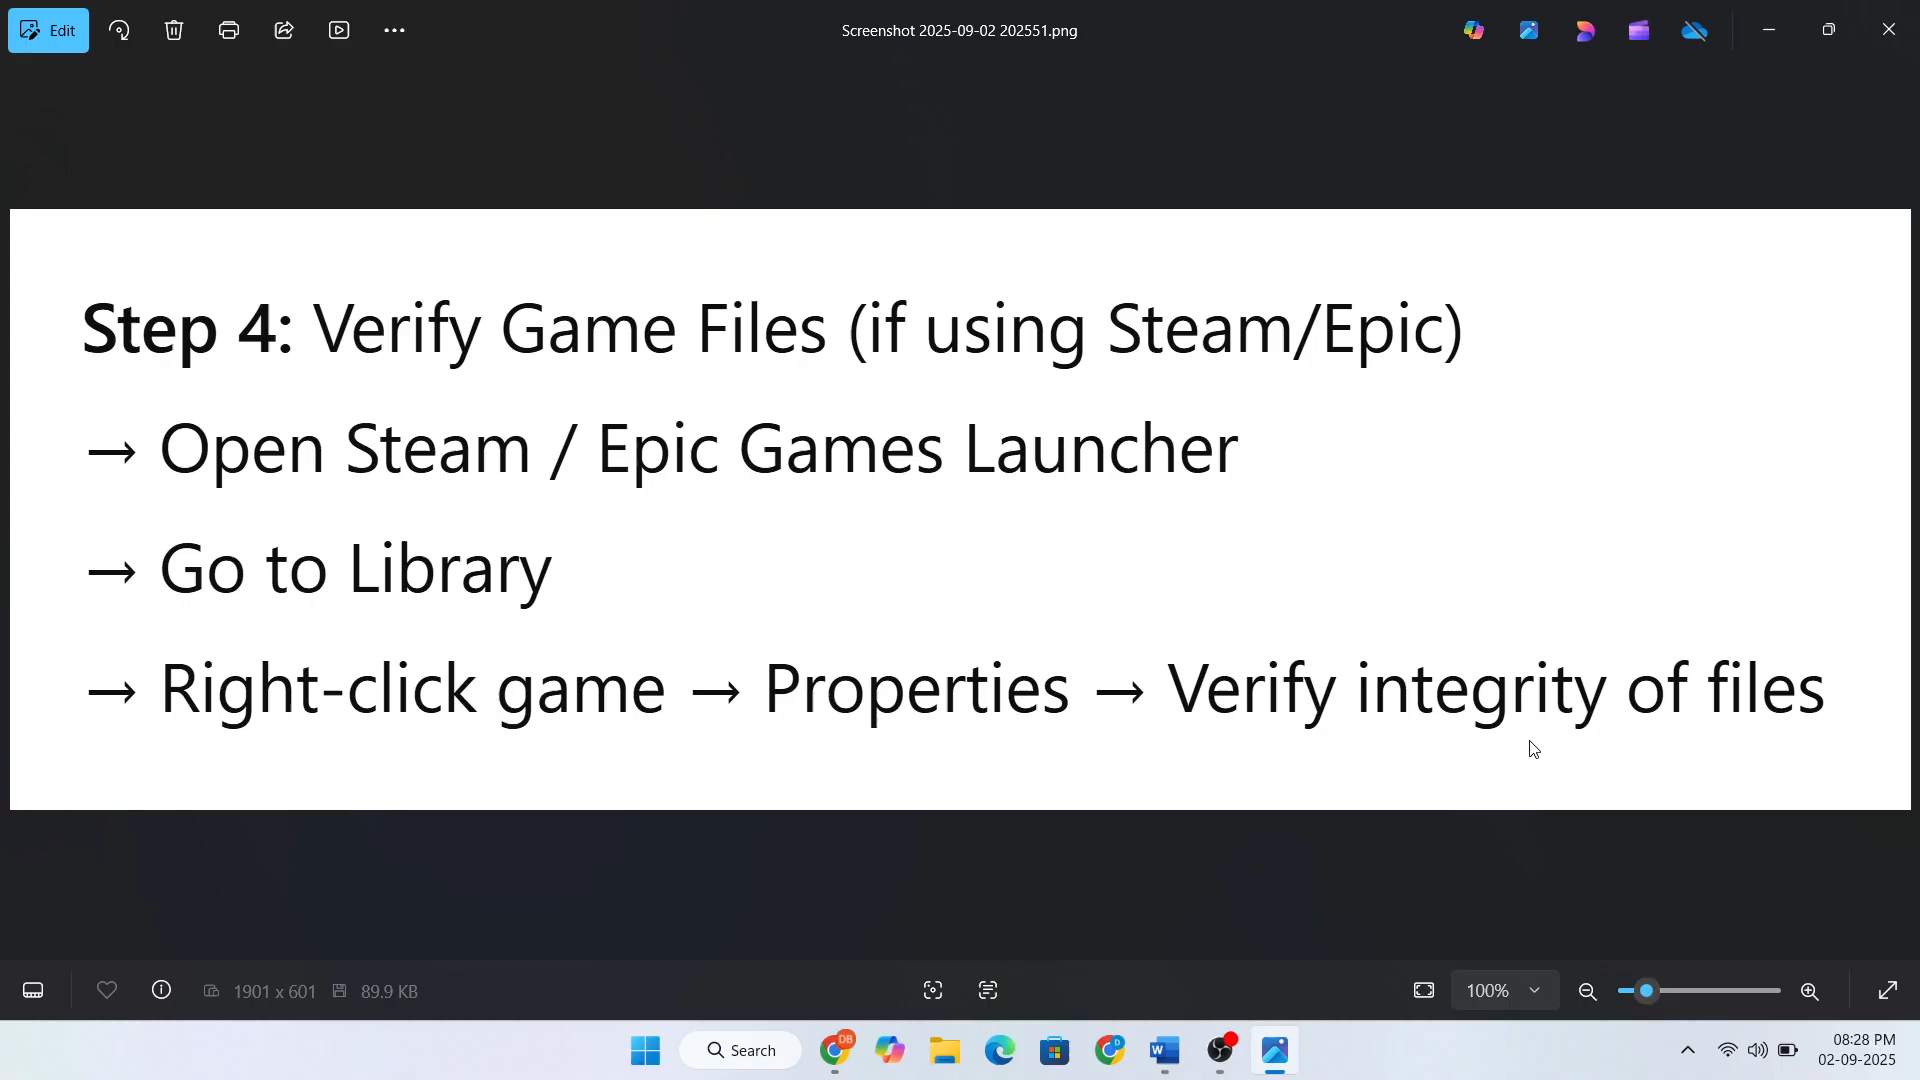 Edit
Screenshot 2025-09-02 202551.png
Step 4: Verify Game Files (if using Steam/Epic)
→ Open Steam / Epic Games Launcher
→ Go to Library
→ Right-click game → Properties → Verify integrity of files
1901 x 601 89.9 KB 100%
Search DB D W 08:28 PM
02-09-2025